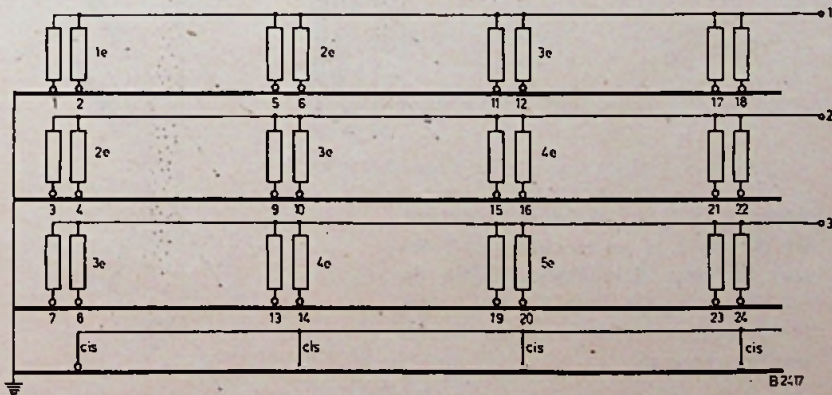 1
1e 2e 3e
1 2 5 6 11 12 17 18
2
2e 3e 4e
3 4 9 10 15 16 21 22
3
3e 4e 5e
7 8 13 14 19 20 23 24
cis cis cis cis
B 2417